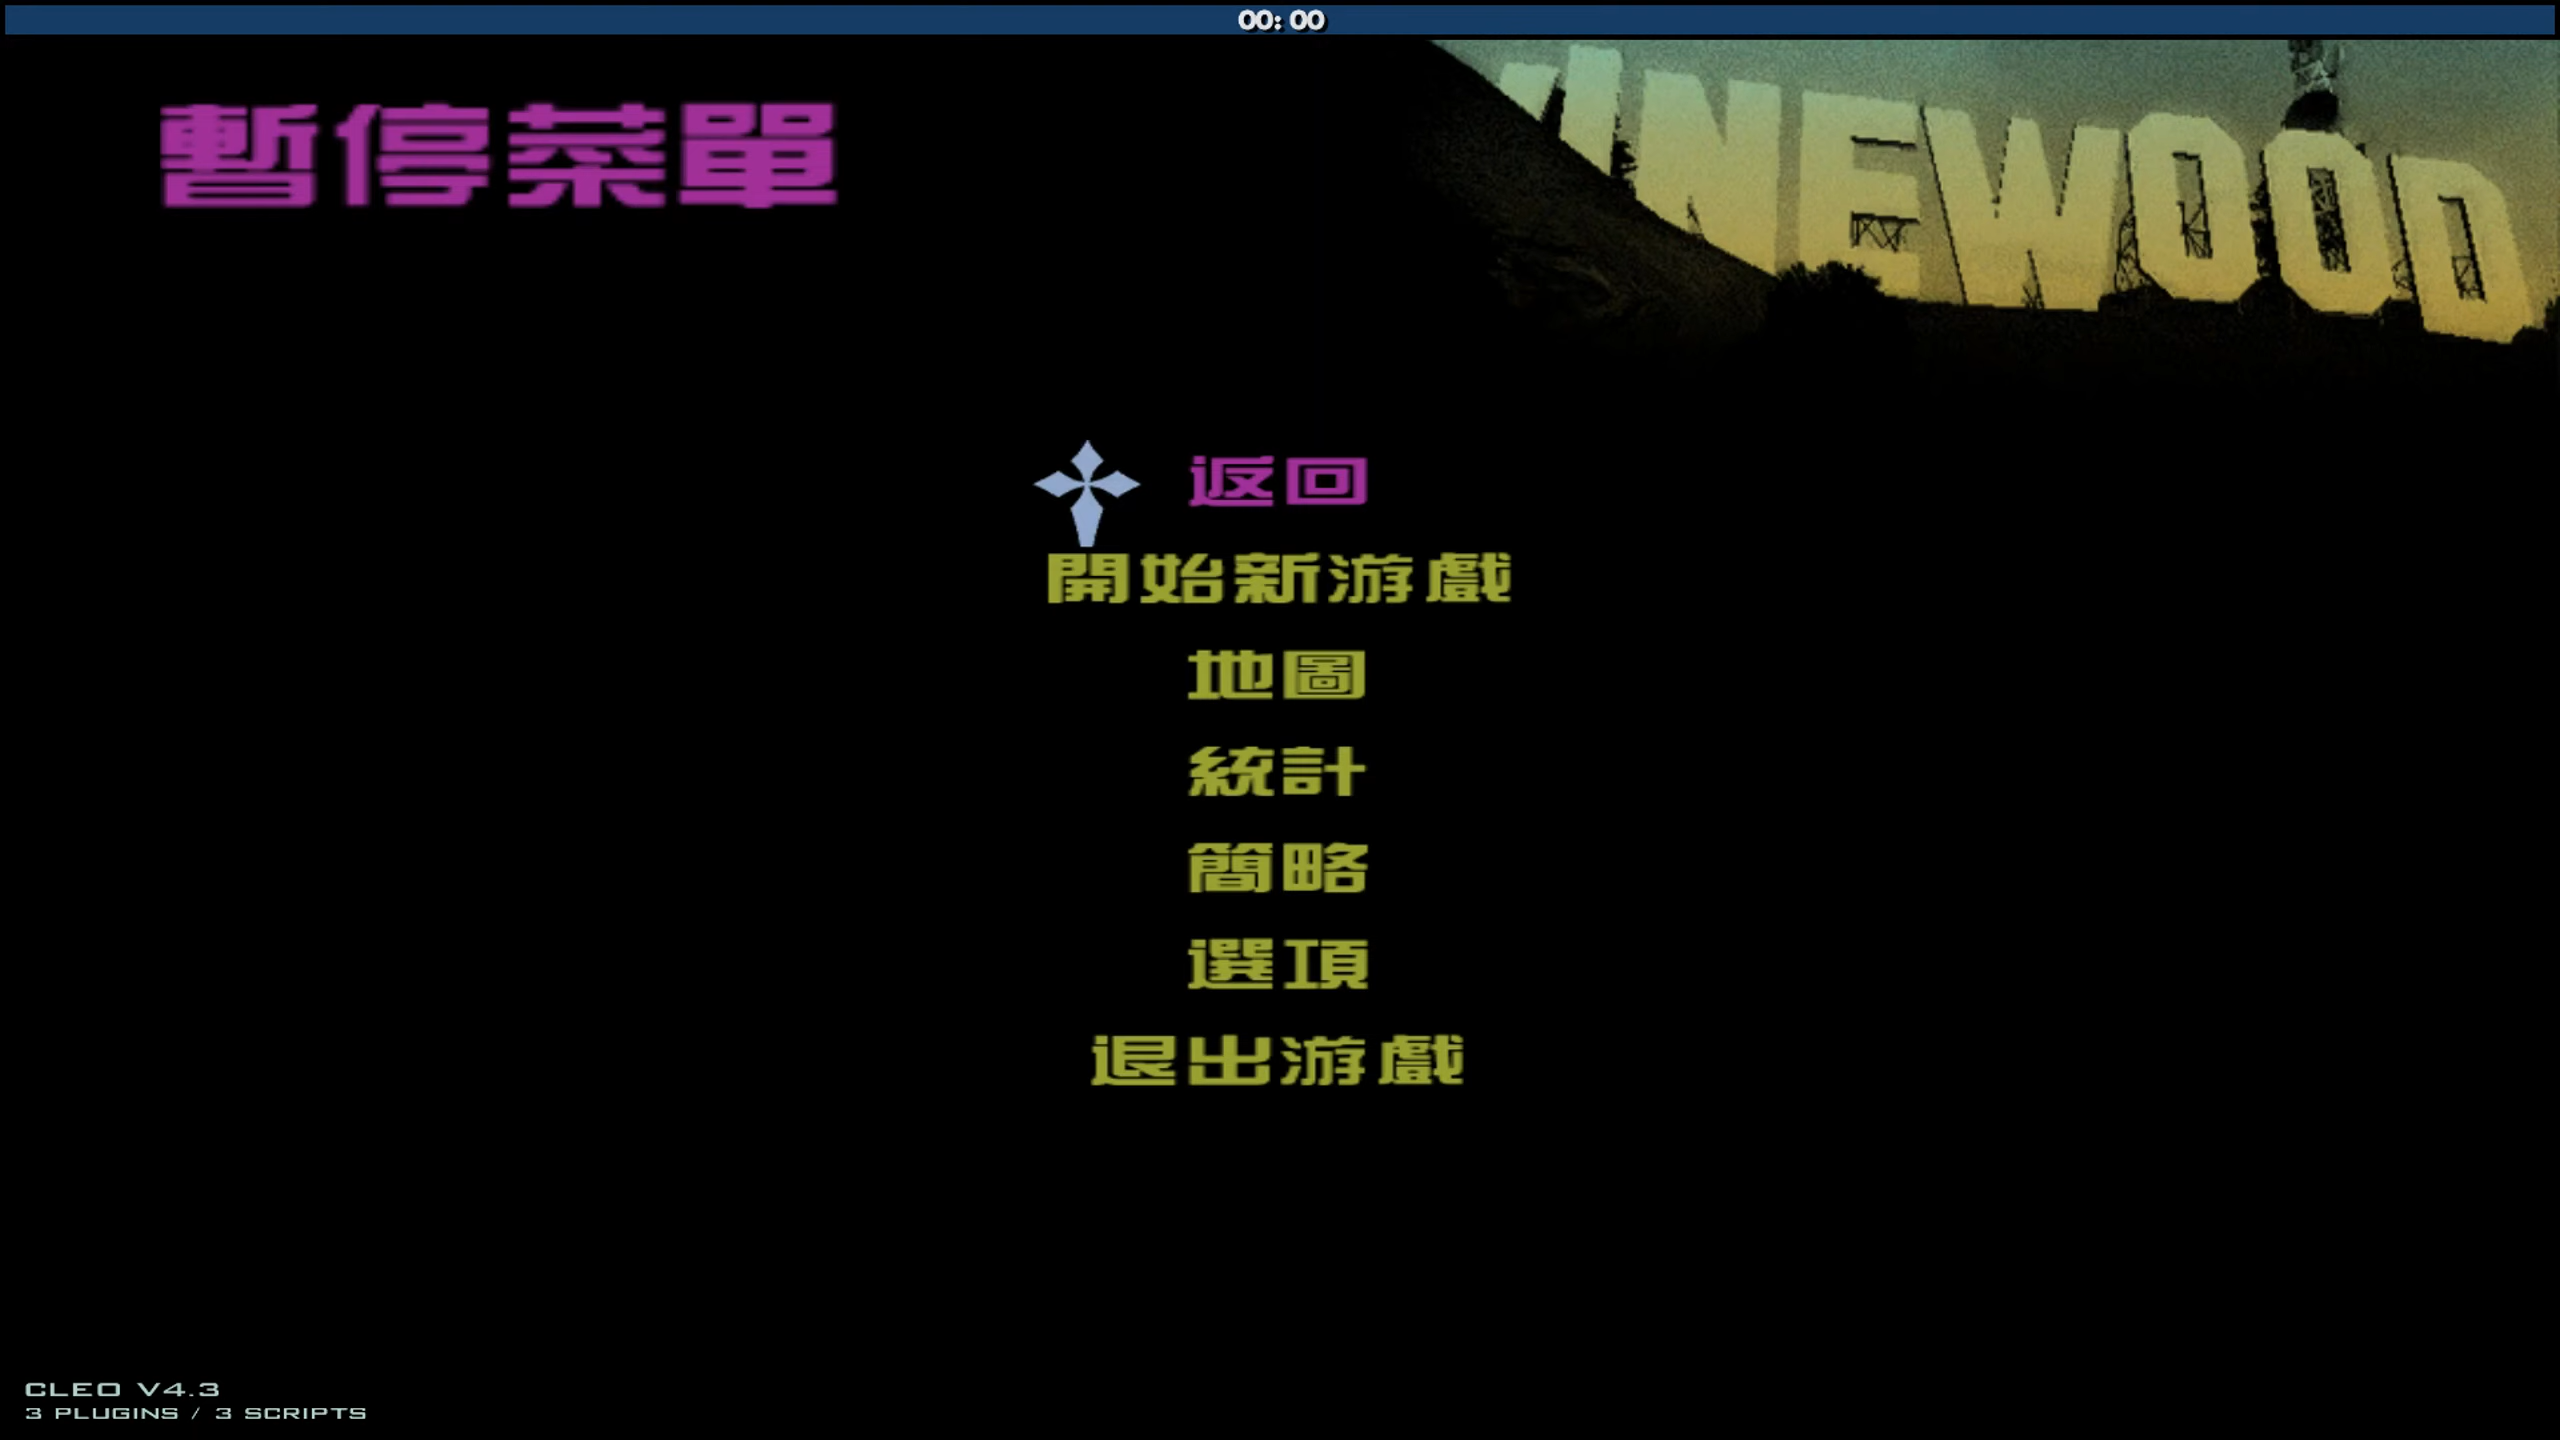 00: 00
暫停菜單
INEWOOD
返回
開始新游戲
地圖
統計
簡略
選項
退出游戲
CLEO V4.3
3 PLUGINS / 3 SCRIPTS